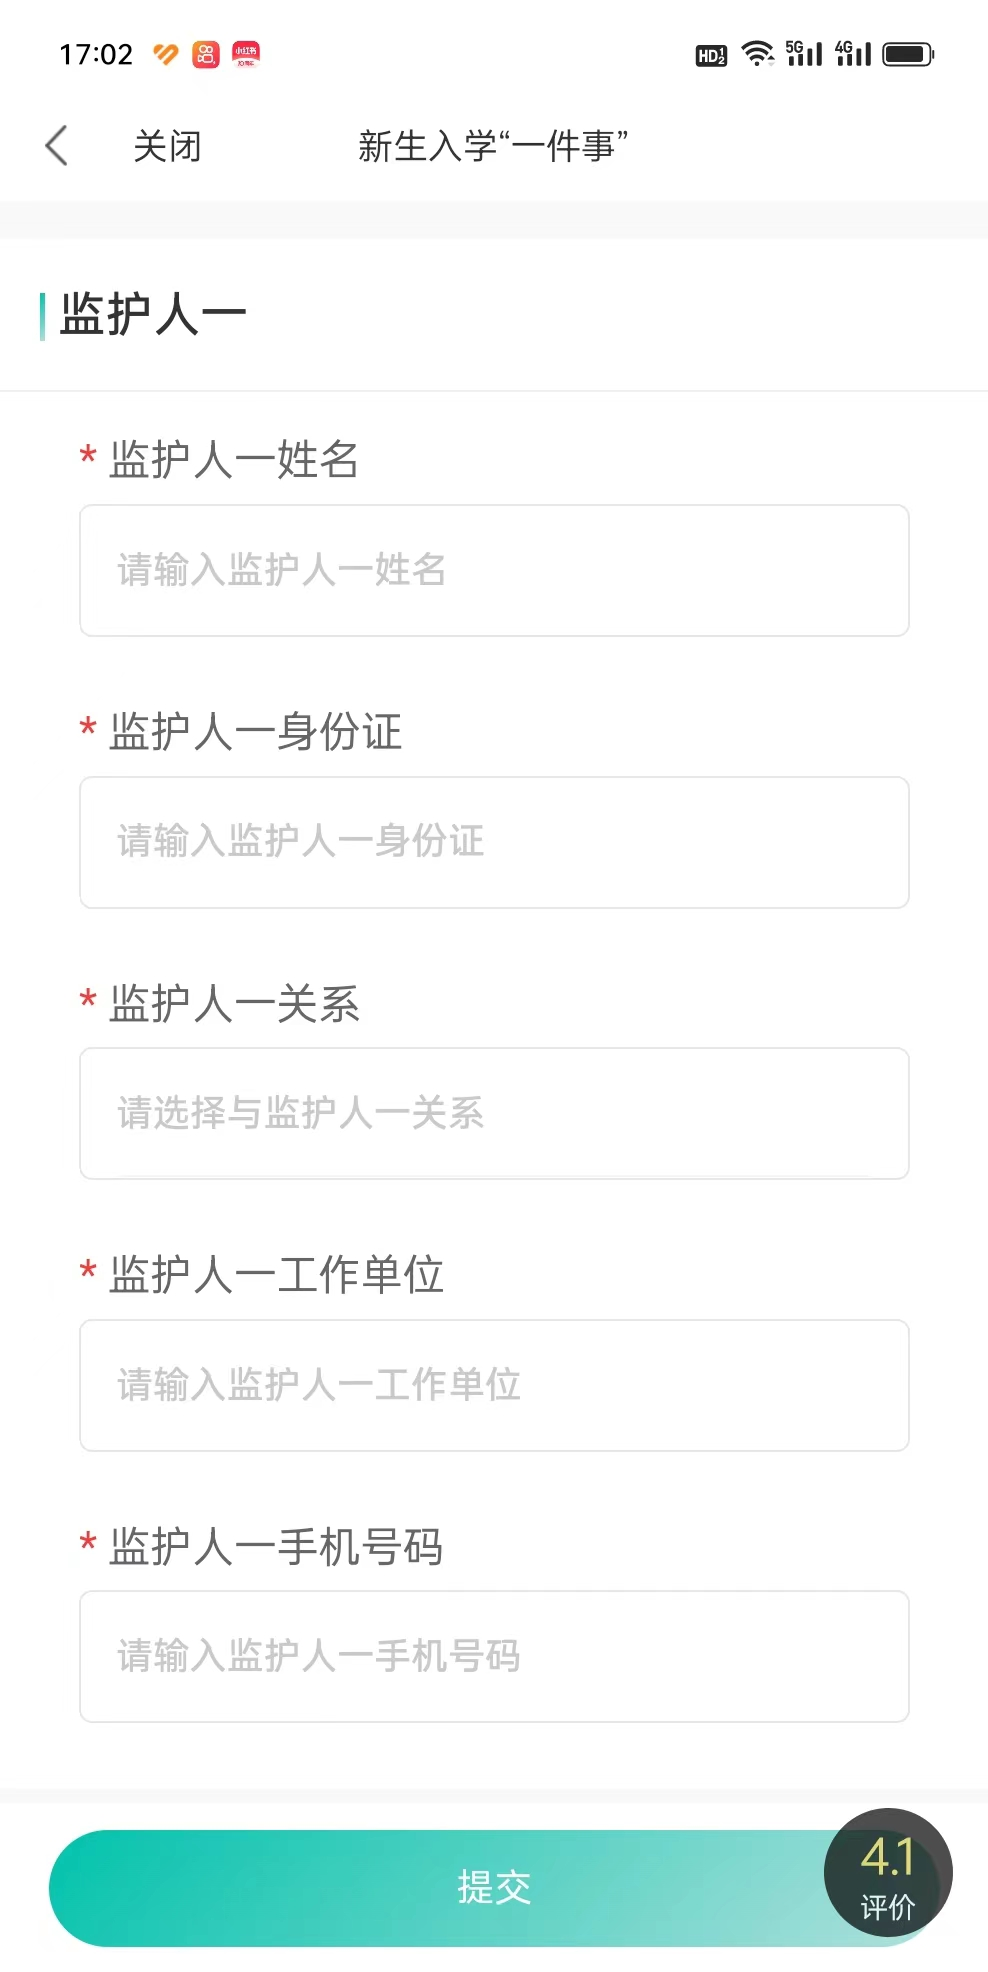 17:02
HD 1 2 5G 4G
关闭 新生入学“一件事”
监护人一
* 监护人一姓名
请输入监护人一姓名
* 监护人一身份证
请输入监护人一身份证
* 监护人一关系
请选择与监护人一关系
* 监护人一工作单位
请输入监护人一工作单位
* 监护人一手机号码
请输入监护人一手机号码
提交
4.1
评价